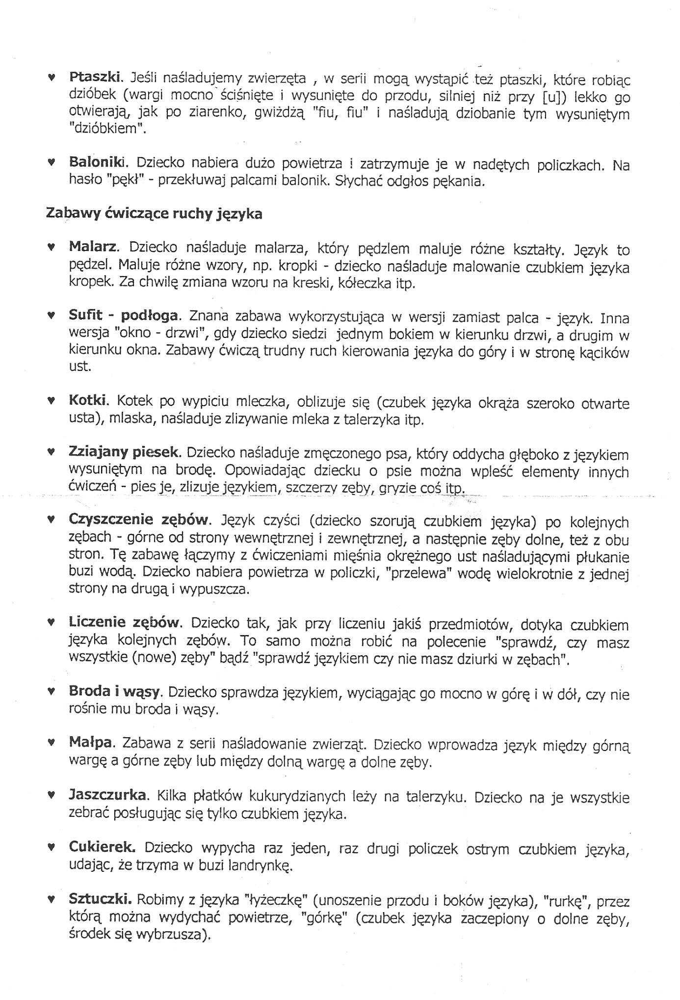 ♥ Ptaszki. Jeśli naśladujemy zwierzęta , w serii mogą wystąpić też ptaszki, które robiąc
dzióbek (wargi mocno ściśnięte i wysunięte do przodu, silniej niż przy [u]) lekko go
otwierają, jak po ziarenko, gwiżdżą "fiu, fiu" i naśladują dziobanie tym wysuniętym
"dzióbkiem".
♥ Baloniki. Dziecko nabiera dużo powietrza i zatrzymuje je w nadętych policzkach. Na
hasło "pękł" - przekłuwaj palcami balonik. Słychać odgłos pękania.
Zabawy ćwiczące ruchy języka
♥ Malarz. Dziecko naśladuje malarza, który pędzlem maluje różne kształty. Język to
pędzel. Maluje różne wzory, np. kropki - dziecko naśladuje malowanie czubkiem języka
kropek. Za chwilę zmiana wzoru na kreski, kółeczka itp.
♥ Sufit - podłoga. Znana zabawa wykorzystująca w wersji zamiast palca - język. Inna
wersja "okno - drzwi", gdy dziecko siedzi jednym bokiem w kierunku drzwi, a drugim w
kierunku okna. Zabawy ćwiczą trudny ruch kierowania języka do góry i w stronę kącików
ust.
♥ Kotki. Kotek po wypiciu mleczka, oblizuje się (czubek języka okrąża szeroko otwarte
usta), mlaska, naśladuje zlizywanie mleka z talerzyka itp.
♥ Zziajany piesek. Dziecko naśladuje zmęczonego psa, który oddycha głęboko z językiem
wysuniętym na brodę. Opowiadając dziecku o psie można wpleść elementy innych
ćwiczeń - pies je, zlizuje językiem, szczerzy zęby, gryzie coś itp.
♥ Czyszczenie zębów. Język czyści (dziecko szorują czubkiem języka) po kolejnych
zębach - górne od strony wewnętrznej i zewnętrznej, a następnie zęby dolne, też z obu
stron. Tę zabawę łączymy z ćwiczeniami mięśnia okrężnego ust naśladującymi płukanie
buzi wodą. Dziecko nabiera powietrza w policzki, "przelewa" wodę wielokrotnie z jednej
strony na drugą i wypuszcza.
♥ Liczenie zębów. Dziecko tak, jak przy liczeniu jakiś przedmiotów, dotyka czubkiem
języka kolejnych zębów. To samo można robić na polecenie "sprawdź, czy masz
wszystkie (nowe) zęby" bądź "sprawdź językiem czy nie masz dziurki w zębach".
♥ Broda i wąsy. Dziecko sprawdza językiem, wyciągając go mocno w górę i w dół, czy nie
rośnie mu broda i wąsy.
♥ Małpa. Zabawa z serii naśladowanie zwierząt. Dziecko wprowadza język między górną
wargę a górne zęby lub między dolną wargę a dolne zęby.
♥ Jaszczurka. Kilka płatków kukurydzianych leży na talerzyku. Dziecko na je wszystkie
zebrać posługując się tylko czubkiem języka.
♥ Cukierek. Dziecko wypycha raz jeden, raz drugi policzek ostrym czubkiem języka,
udając, że trzyma w buzi landrynkę.
♥ Sztuczki. Robimy z języka "łyżeczkę" (unoszenie przodu i boków języka), "rurkę", przez
którą można wydychać powietrze, "górkę" (czubek języka zaczepiony o dolne zęby,
środek się wybrzusza).